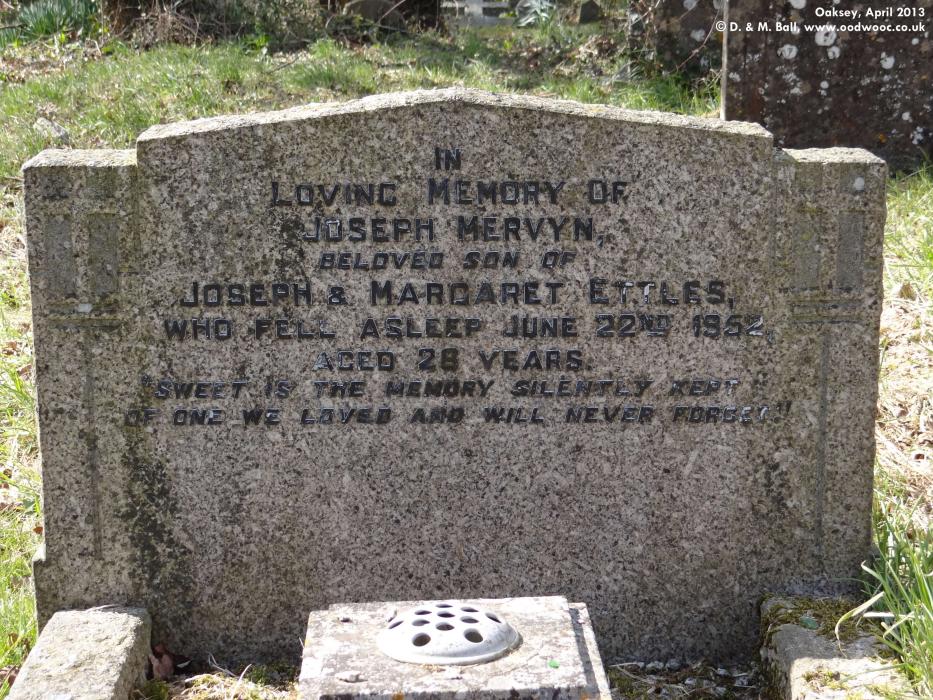 Oaksey, April 2013
© D. & M. Ball, www.oodwooc.co.uk
IN
LOVING MEMORY OF
JOSEPH MERVYN,
BELOVED SON OF
JOSEPH & MARGARET ETTLES,
WHO FELL ASLEEP JUNE 22ND 1952,
AGED 28 YEARS.
"SWEET IS THE MEMORY SILENTLY KEPT"
OF ONE WE LOVED AND WILL NEVER FORGET."